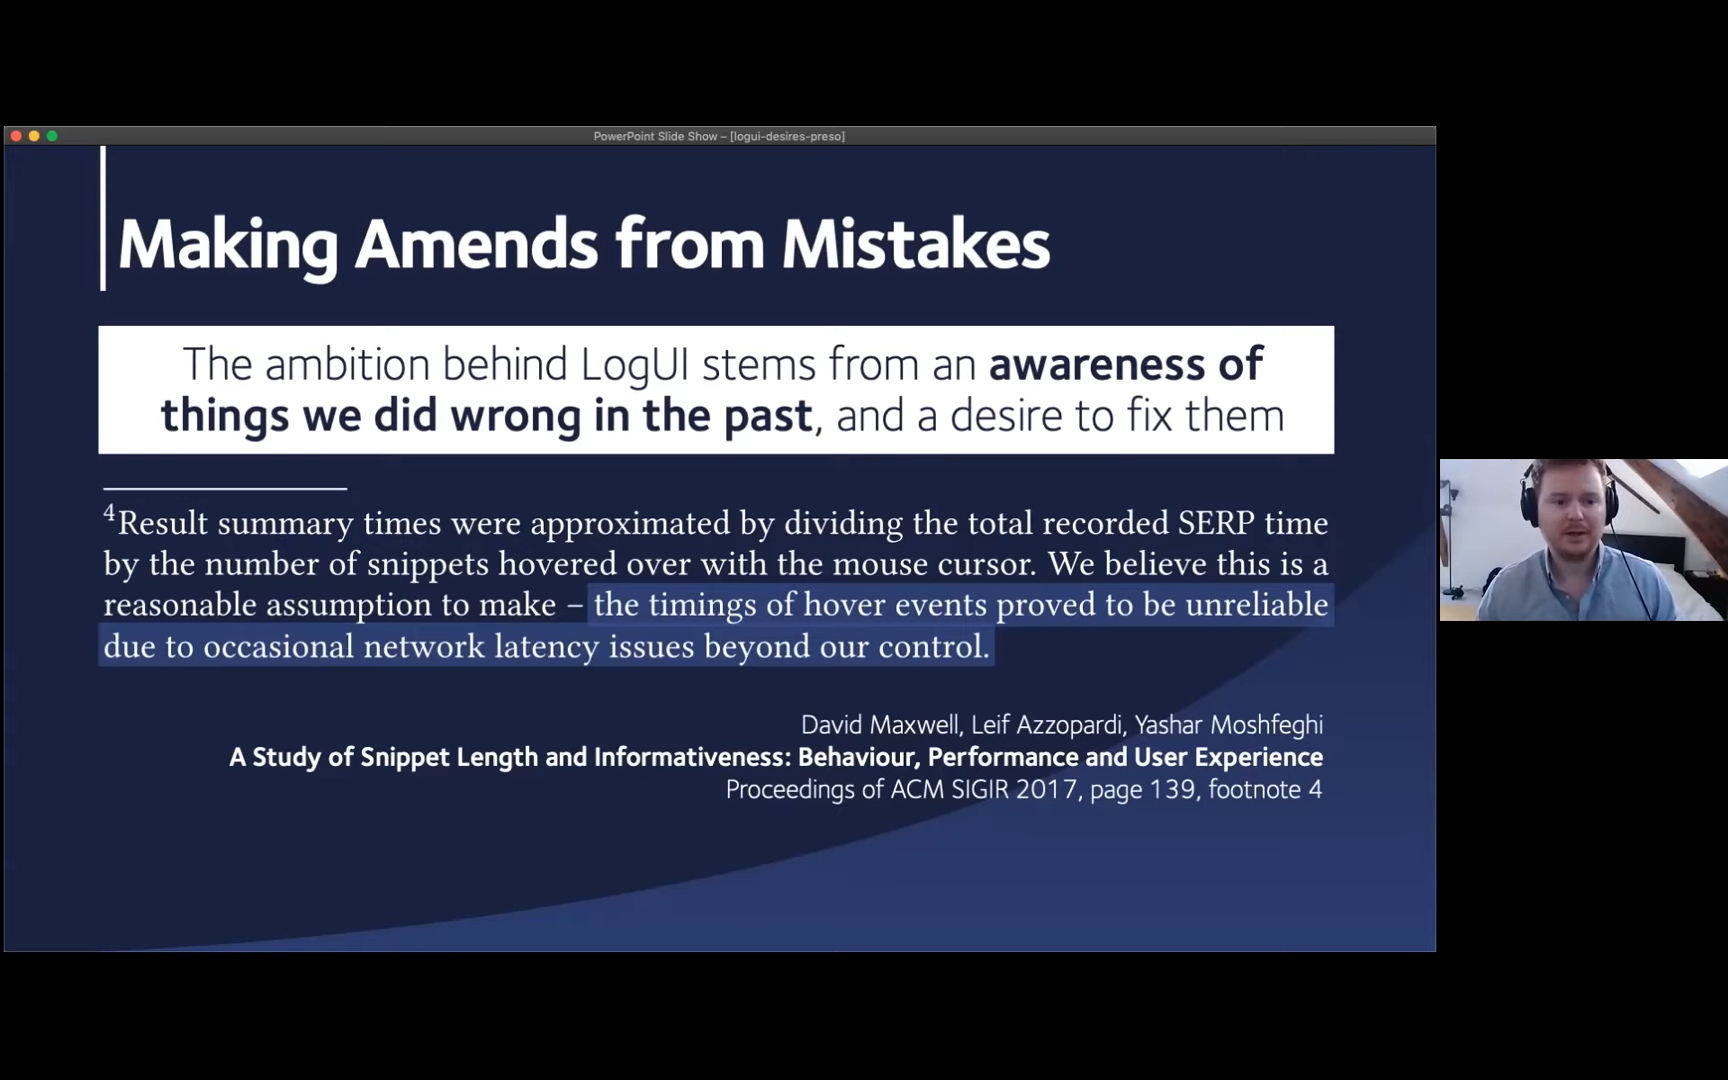 PowerPoint Slide Show – [logui-desires-preso]
Making Amends from Mistakes
The ambition behind LogUI stems from an awareness of
things we did wrong in the past, and a desire to fix them
⁴Result summary times were approximated by dividing the total recorded SERP time
by the number of snippets hovered over with the mouse cursor. We believe this is a
reasonable assumption to make – the timings of hover events proved to be unreliable
due to occasional network latency issues beyond our control.
David Maxwell, Leif Azzopardi, Yashar Moshfeghi
A Study of Snippet Length and Informativeness: Behaviour, Performance and User Experience
Proceedings of ACM SIGIR 2017, page 139, footnote 4